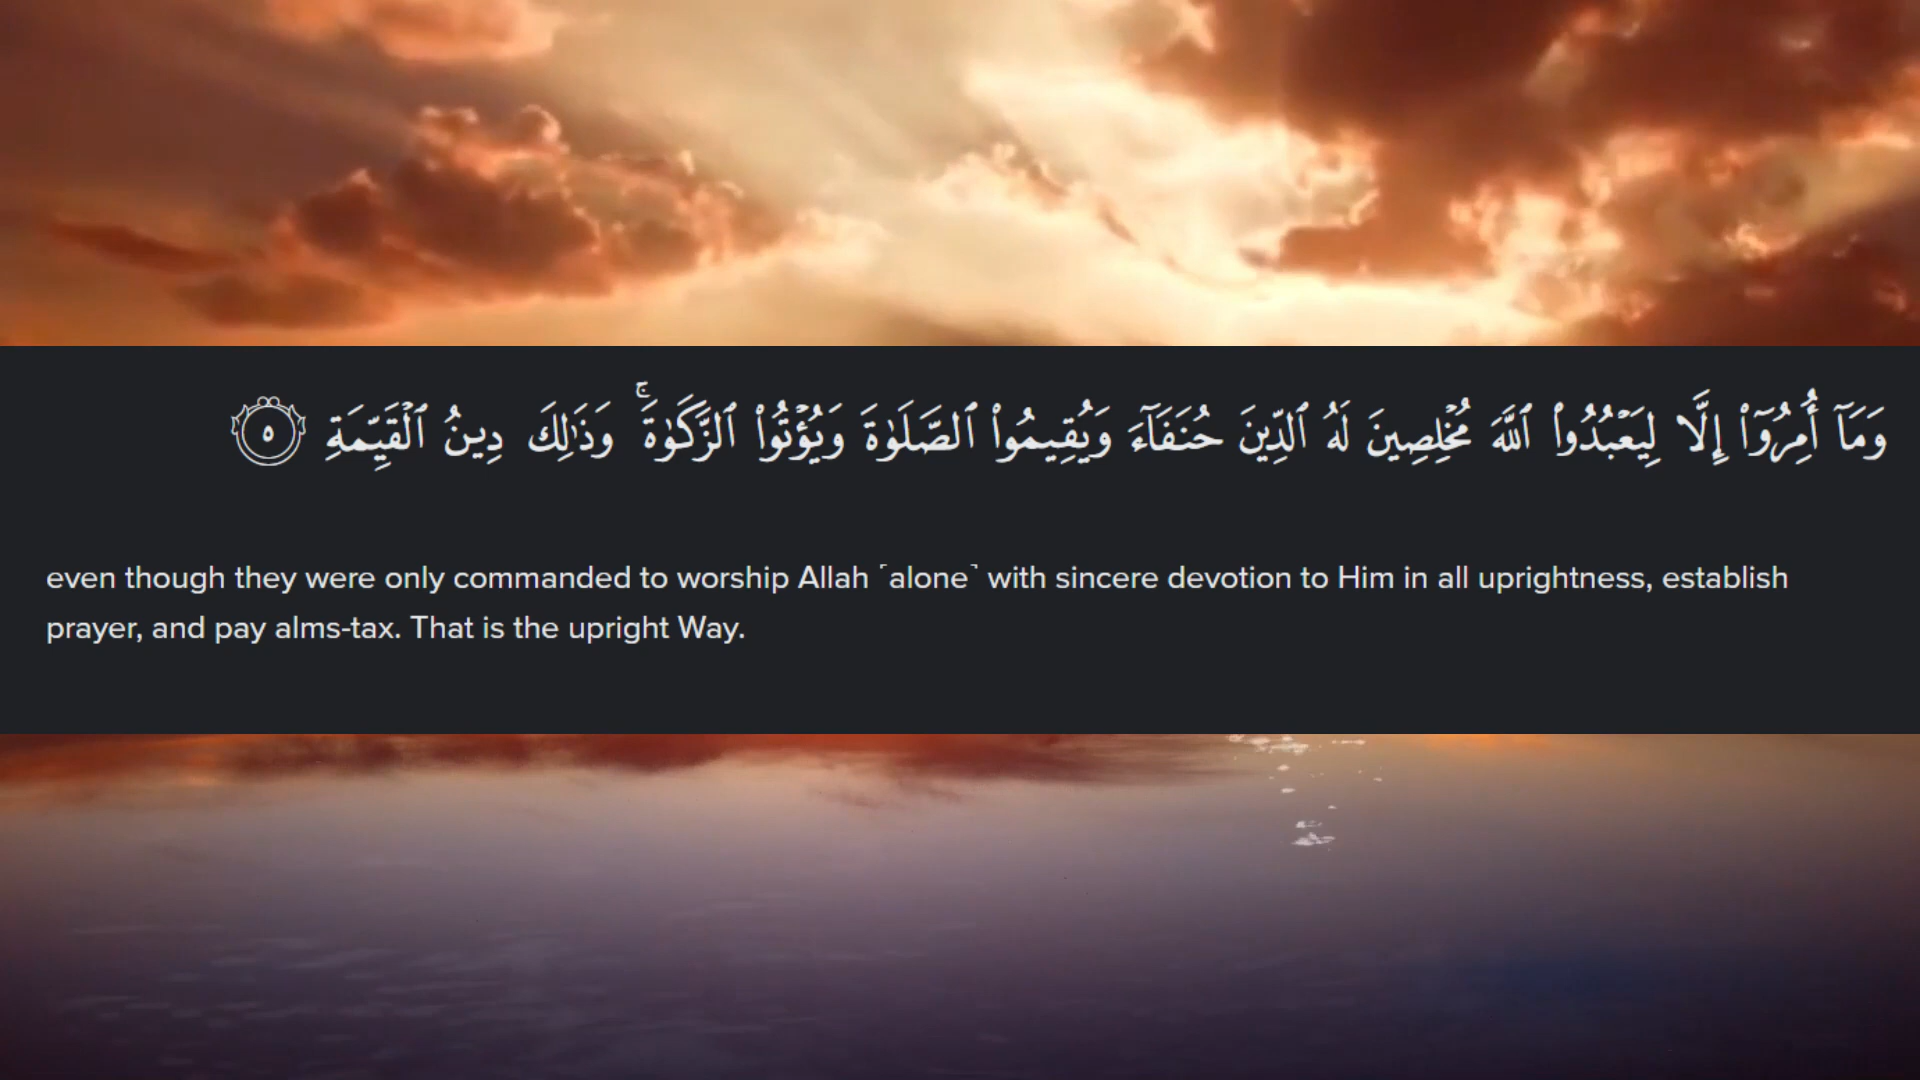 وَمَآ أُمِرُوٓا۟ إِلَّا لِيَعْبُدُوا۟ ٱللَّهَ مُخْلِصِينَ لَهُ ٱلدِّينَ حُنَفَآءَ وَيُقِيمُوا۟ ٱلصَّلَوٰةَ وَيُؤْتُوا۟ ٱلزَّكَوٰةَ ۚ وَذَٰلِكَ دِينُ ٱلْقَيِّمَةِ ٥
even though they were only commanded to worship Allah ˹alone˺ with sincere devotion to Him in all uprightness, establish
prayer, and pay alms-tax. That is the upright Way.